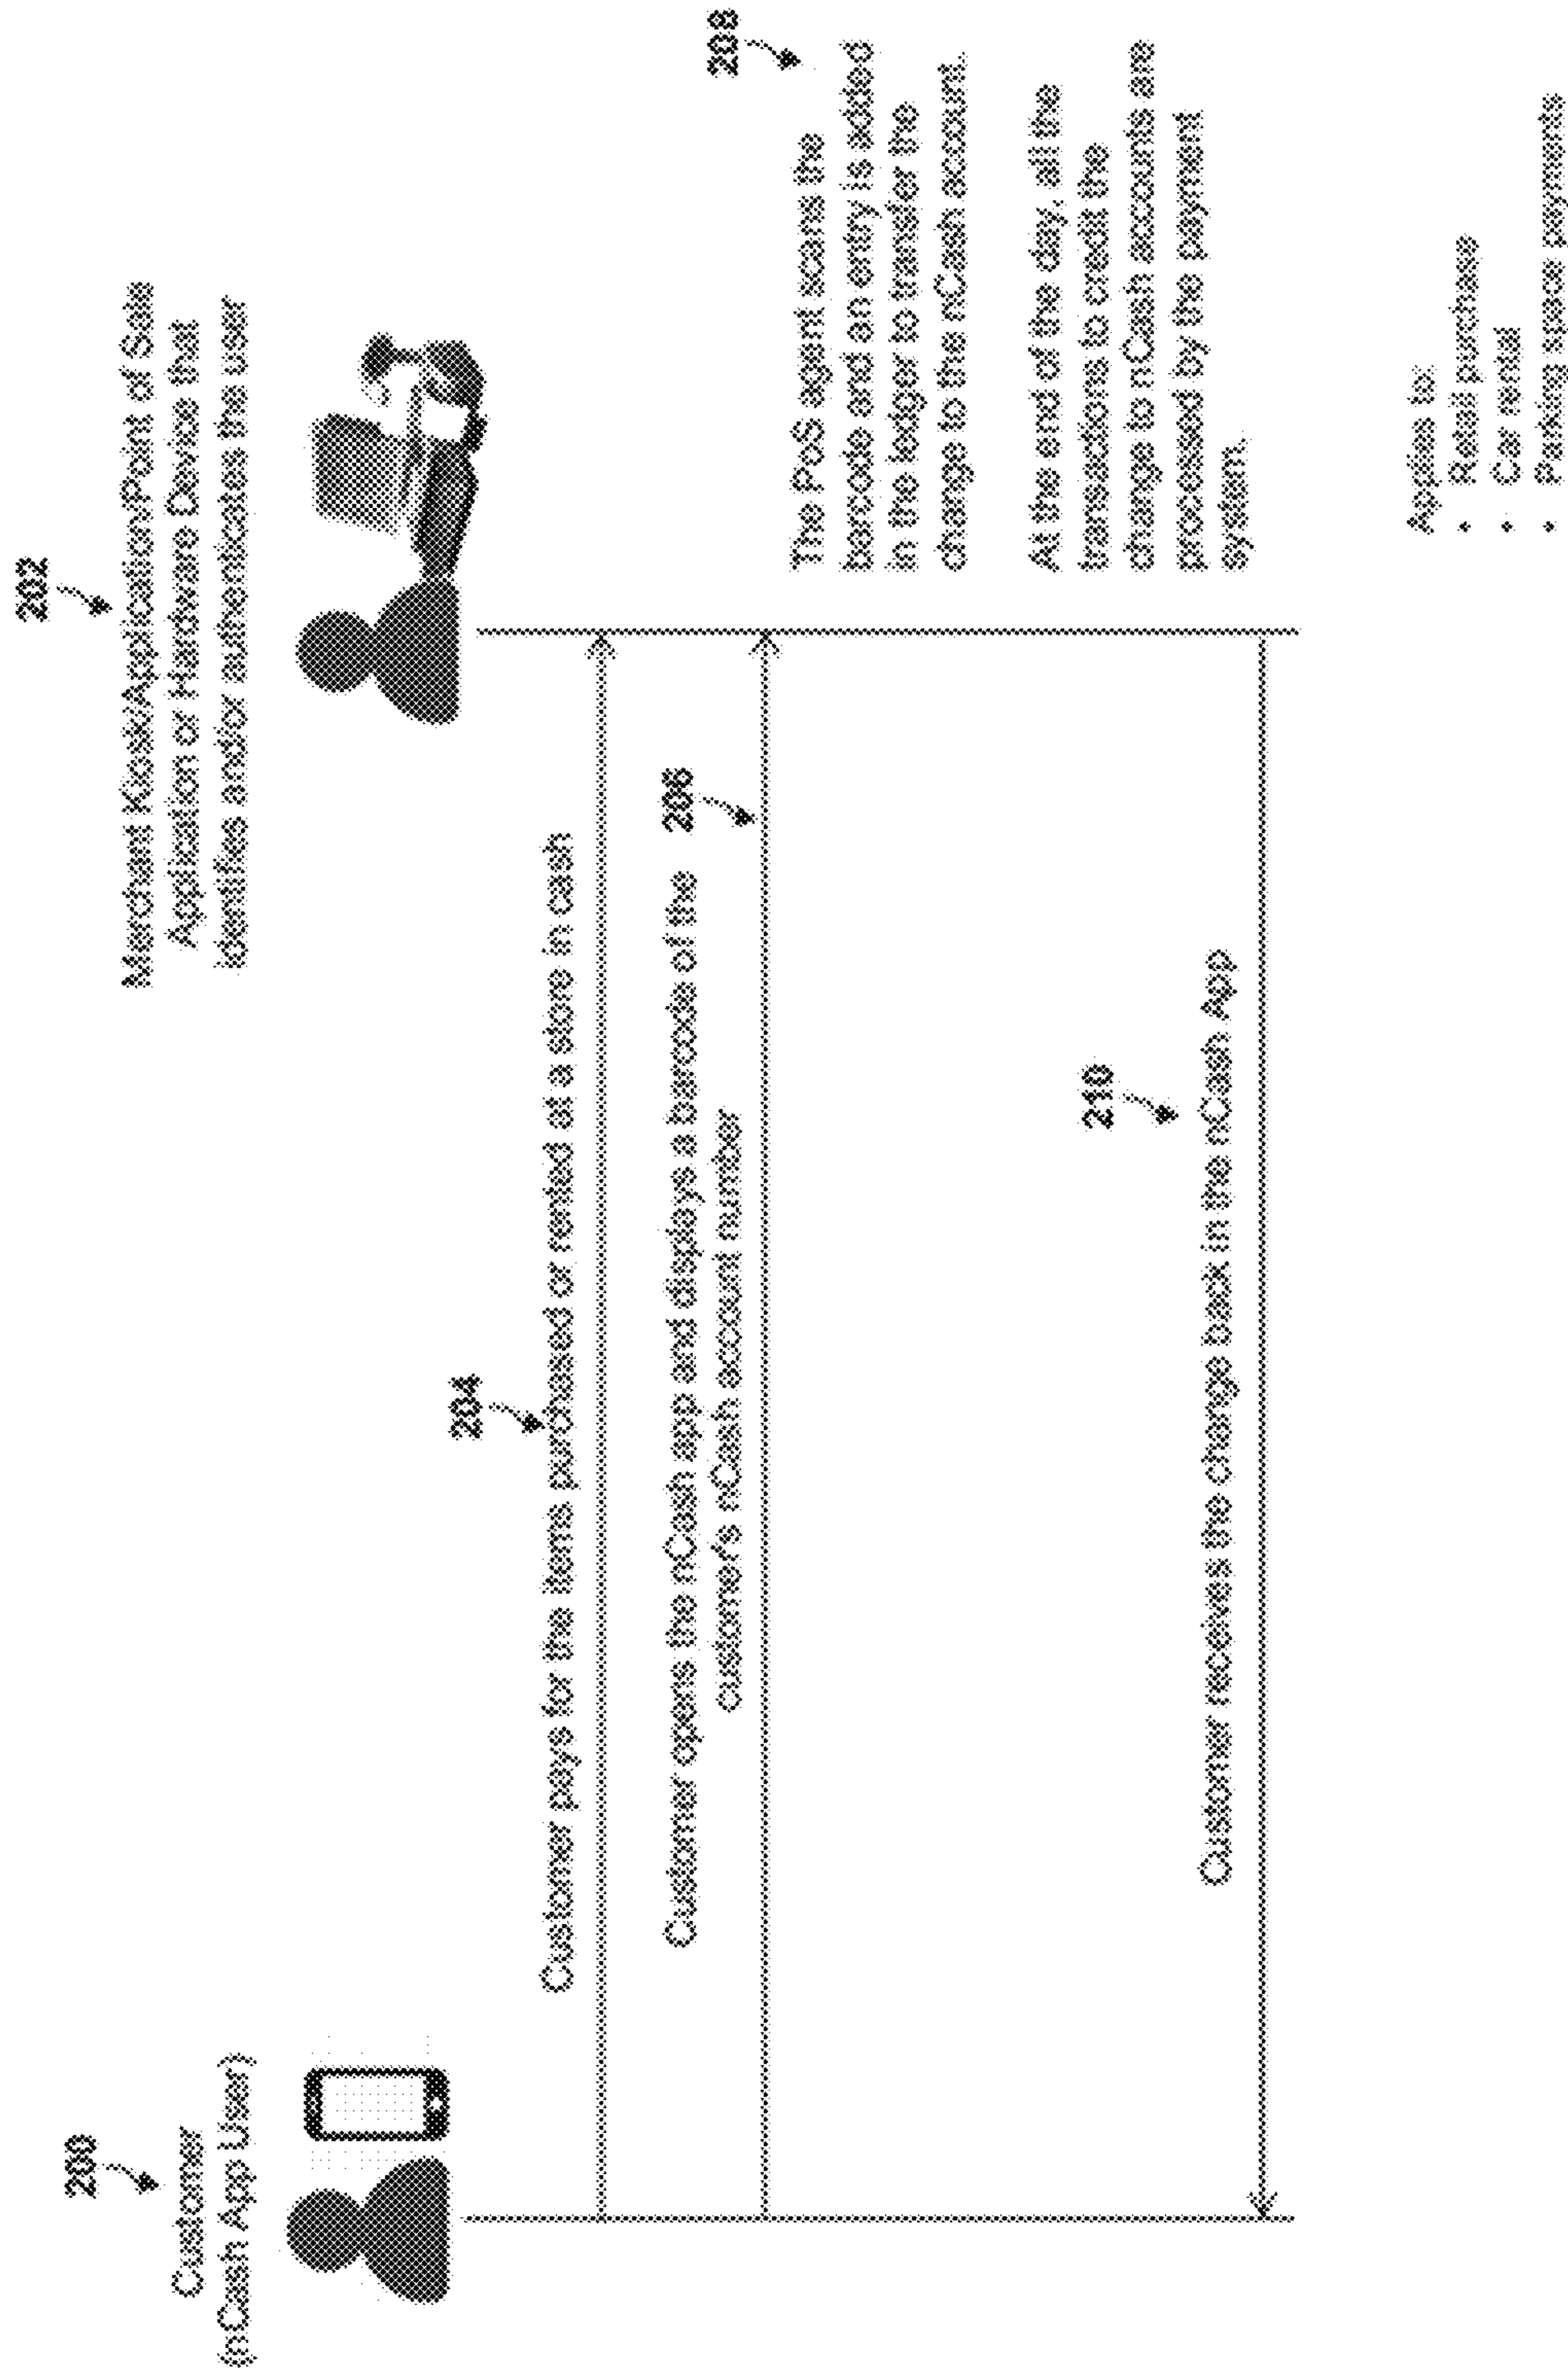 200
Customer
(nCash App User)
202
Merchant Kiosk/Application/Point of Sale
Application or Hardware Device that
identifies and/or authenticates the user
204
Customer pays for the items purchased or rented at a store in cash
206
Customer opens the nCash app and displays a barcode of the
customer's nCash account number
208
The PoS agent scans the
barcode and an entry is added
in the ledger to transfer the
change to the nCash account.
At the end of the day, all the
transactions to credit the
change to nCash accounts are
processed by the payment
system.
210
Customer receives the change back in the nCash App
Applies to:
• Retail purchase
• Car rental
• Parking space payments